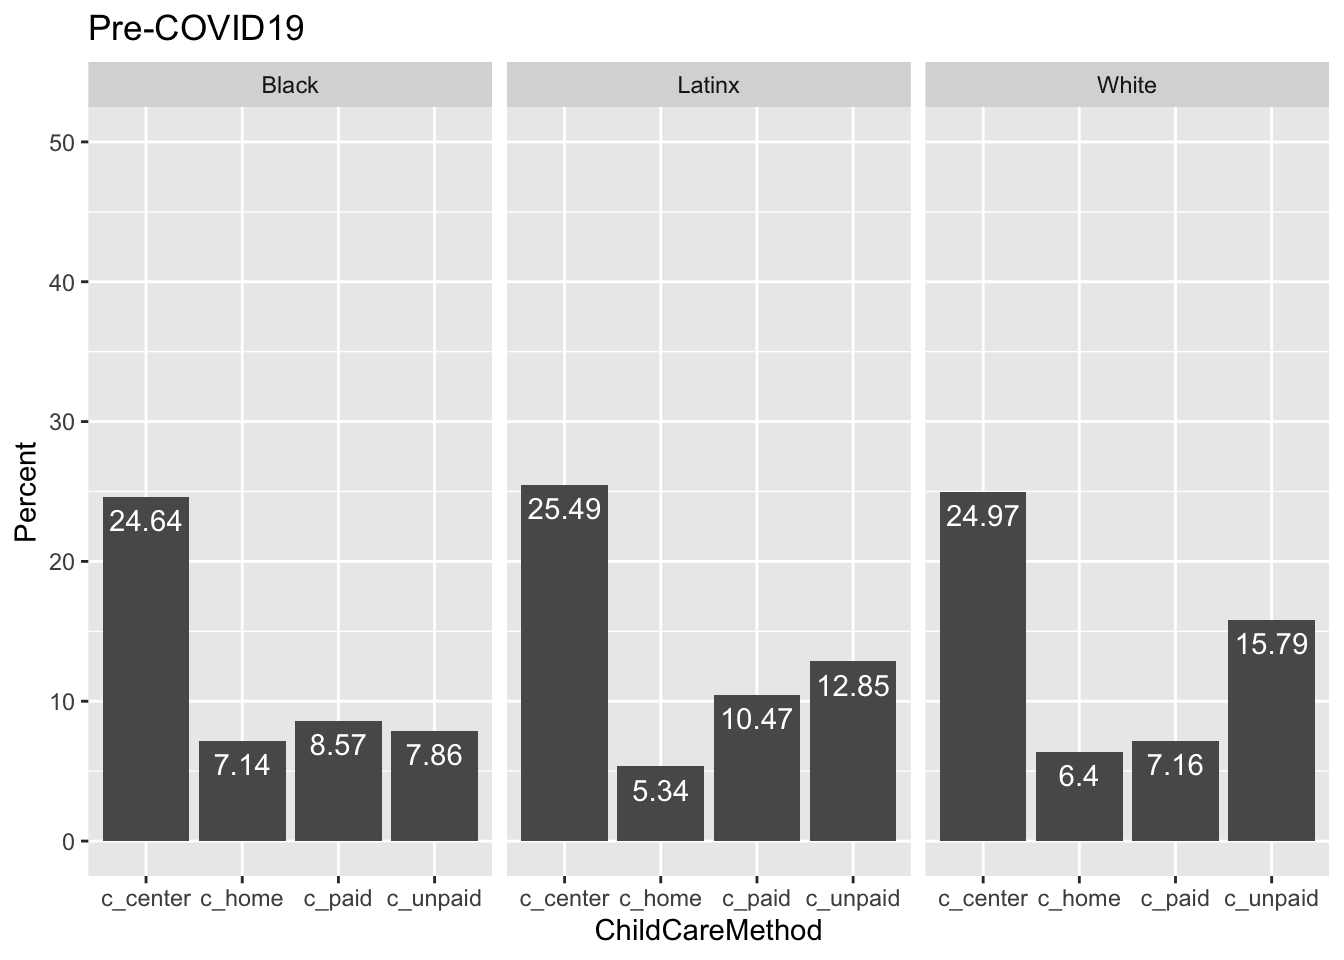 Pre-COVID19
Black Latinx White
50
40
30
20
10
0
Percent
24.64 7.14 8.57 7.86
25.49 5.34 10.47 12.85
24.97 6.4 7.16 15.79
c_center c_home c_paid c_unpaid c_center c_home c_paid c_unpaid c_center c_home c_paid c_unpaid
ChildCareMethod